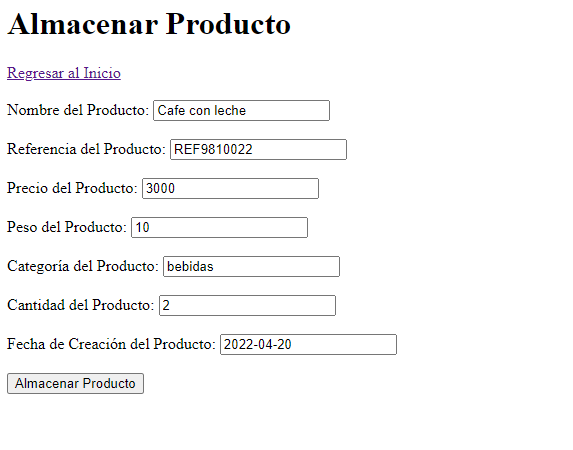 Almacenar Producto
Regresar al Inicio
Nombre del Producto: Cafe con leche
Referencia del Producto: REF9810022
Precio del Producto: 3000
Peso del Producto: 10
Categoría del Producto: bebidas
Cantidad del Producto: 2
Fecha de Creación del Producto: 2022-04-20
Almacenar Producto